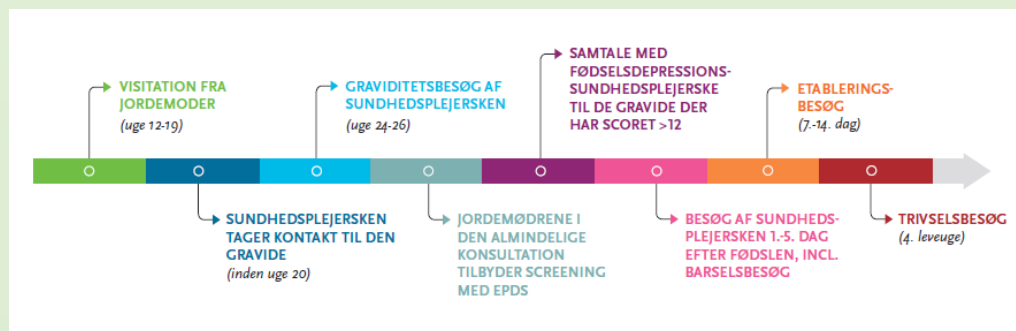 VISITATION FRA
JORDEMODER
(uge 12-19)
SUNDHEDSPLEJERSKEN
TAGER KONTAKT TIL DEN
GRAVIDE
(inden uge 20)
GRAVIDITETSBESØG AF
SUNDHEDSPLEJERSKEN
(uge 24-26)
JORDEMØDRENE I
DEN ALMINDELIGE
KONSULTATION
TILBYDER SCREENING
MED EPDS
SAMTALE MED
FØDSELSDEPRESSIONS-
SUNDHEDSPLEJERSKE
TIL DE GRAVIDE DER
HAR SCORET >12
BESØG AF SUNDHEDS-
PLEJERSKEN 1.-5. DAG
EFTER FØDSLEN, INCL.
BARSELSBESØG
ETABLERINGS-
BESØG
(7.-14. dag)
TRIVSELSBESØG
(4. leveuge)